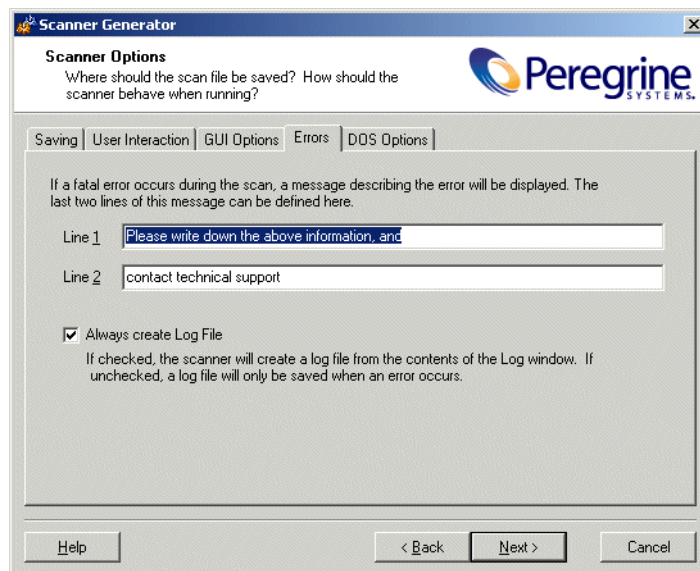 Scanner Generator
Scanner Options
Where should the scan file be saved? How should the
scanner behave when running?
Peregrine
SYSTEMS.
Saving
User Interaction
GUI Options
Errors
DOS Options
If a fatal error occurs during the scan, a message describing the error will be displayed. The
last two lines of this message can be defined here.
Line 1
Please write down the above information, and
Line 2
contact technical support
Always create Log File
If checked, the scanner will create a log file from the contents of the Log window. If
unchecked, a log file will only be saved when an error occurs.
Help
< Back
Next >
Cancel